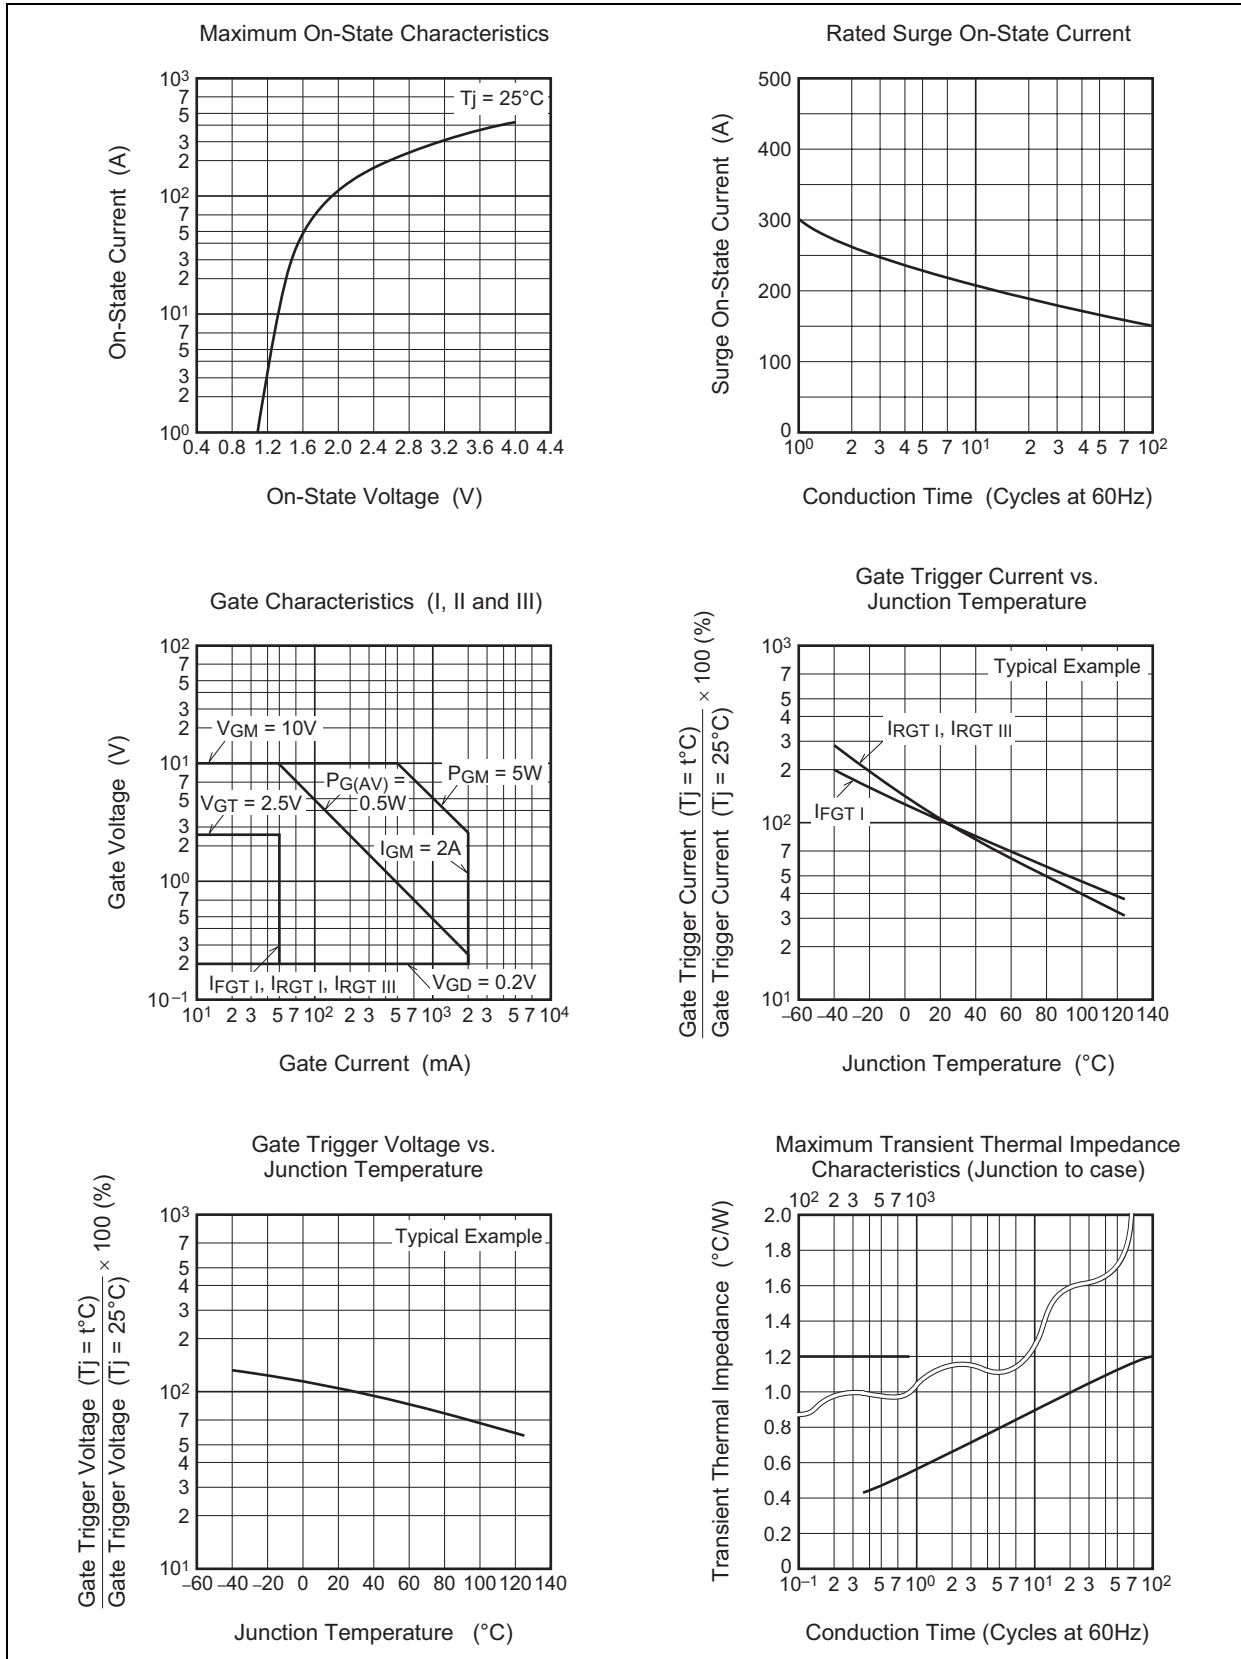 Maximum On-State Characteristics
On-State Current (A)
10³
7
5
3
2
10²
7
5
3
2
10¹
7
5
3
2
10⁰
Tj = 25°C
0.4 0.8 1.2 1.6 2.0 2.4 2.8 3.2 3.6 4.0 4.4
On-State Voltage (V)
Rated Surge On-State Current
Surge On-State Current (A)
500
400
300
200
100
0
10⁰ 2 3 4 5 7 10¹ 2 3 4 5 7 10²
Conduction Time (Cycles at 60Hz)
Gate Characteristics (I, II and III)
Gate Voltage (V)
10²
7
5
3
2
10¹
7
5
3
2
10⁰
7
5
3
2
10⁻¹
VGM = 10V
PG(AV) =
0.5W
PGM = 5W
VGT = 2.5V
IGM = 2A
IFGT I, IRGT I, IRGT III
VGD = 0.2V
10¹ 2 3 5 7 10² 2 3 5 7 10³ 2 3 5 7 10⁴
Gate Current (mA)
Gate Trigger Current vs.
Junction Temperature
Gate Trigger Current (Tj = t°C)
Gate Trigger Current (Tj = 25°C)
× 100 (%)
10³
7
5
4
3
2
10²
7
5
4
3
2
10¹
Typical Example
IRGT I, IRGT III
IFGT I
–60 –40 –20 0 20 40 60 80 100 120 140
Junction Temperature (°C)
Gate Trigger Voltage vs.
Junction Temperature
Gate Trigger Voltage (Tj = t°C)
Gate Trigger Voltage (Tj = 25°C)
× 100 (%)
10³
7
5
4
3
2
10²
7
5
4
3
2
10¹
Typical Example
–60 –40 –20 0 20 40 60 80 100 120 140
Junction Temperature (°C)
Maximum Transient Thermal Impedance
Characteristics (Junction to case)
10² 2 3 5 7 10³
Transient Thermal Impedance (°C/W)
2.0
1.8
1.6
1.4
1.2
1.0
0.8
0.6
0.4
0.2
0
10⁻¹ 2 3 5 7 10⁰ 2 3 5 7 10¹ 2 3 5 7 10²
Conduction Time (Cycles at 60Hz)